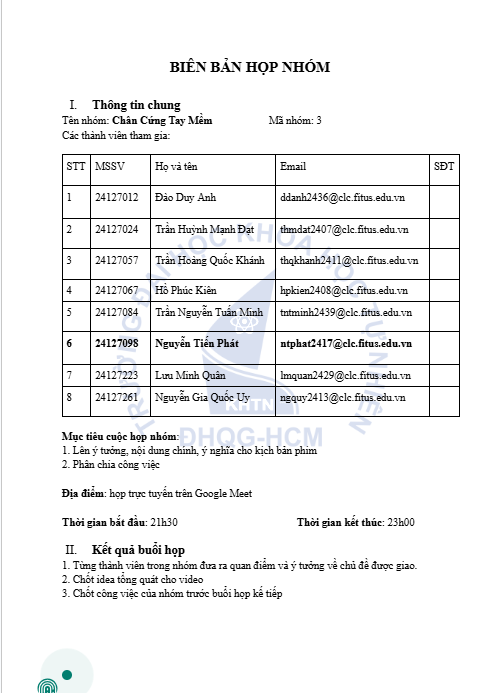 BIÊN BẢN HỌP NHÓM
I. Thông tin chung
Tên nhóm: Chân Cứng Tay Mềm Mã nhóm: 3
Các thành viên tham gia:
STT MSSV Họ và tên Email SĐT
1 24127012 Đào Duy Anh ddanh2436@clc.fitus.edu.vn
2 24127024 Trần Huỳnh Mạnh Đạt thmdat2407@clc.fitus.edu.vn
3 24127057 Trần Hoàng Quốc Khánh thqkhanh2411@clc.fitus.edu.vn
4 24127067 Hồ Phúc Kiên hpkien2408@clc.fitus.edu.vn
5 24127084 Trần Nguyễn Tuấn Minh tntminh2439@clc.fitus.edu.vn
6 24127098 Nguyễn Tiến Phát ntphat2417@clc.fitus.edu.vn
7 24127223 Lưu Minh Quân lmquan2429@clc.fitus.edu.vn
8 24127261 Nguyễn Gia Quốc Uy ngquy2413@clc.fitus.edu.vn
TRƯỜNG ĐẠI HỌC KHOA HỌC TỰ NHIÊN
KHTN
ĐHQG-HCM
Mục tiêu cuộc họp nhóm:
1. Lên ý tưởng, nội dung chính, ý nghĩa cho kịch bản phim
2. Phân chia công việc
Địa điểm: họp trực tuyến trên Google Meet
Thời gian bắt đầu: 21h30 Thời gian kết thúc: 23h00
II. Kết quả buổi họp
1. Từng thành viên trong nhóm đưa ra quan điểm và ý tưởng về chủ đề được giao.
2. Chốt idea tổng quát cho video
3. Chốt công việc của nhóm trước buổi họp kế tiếp